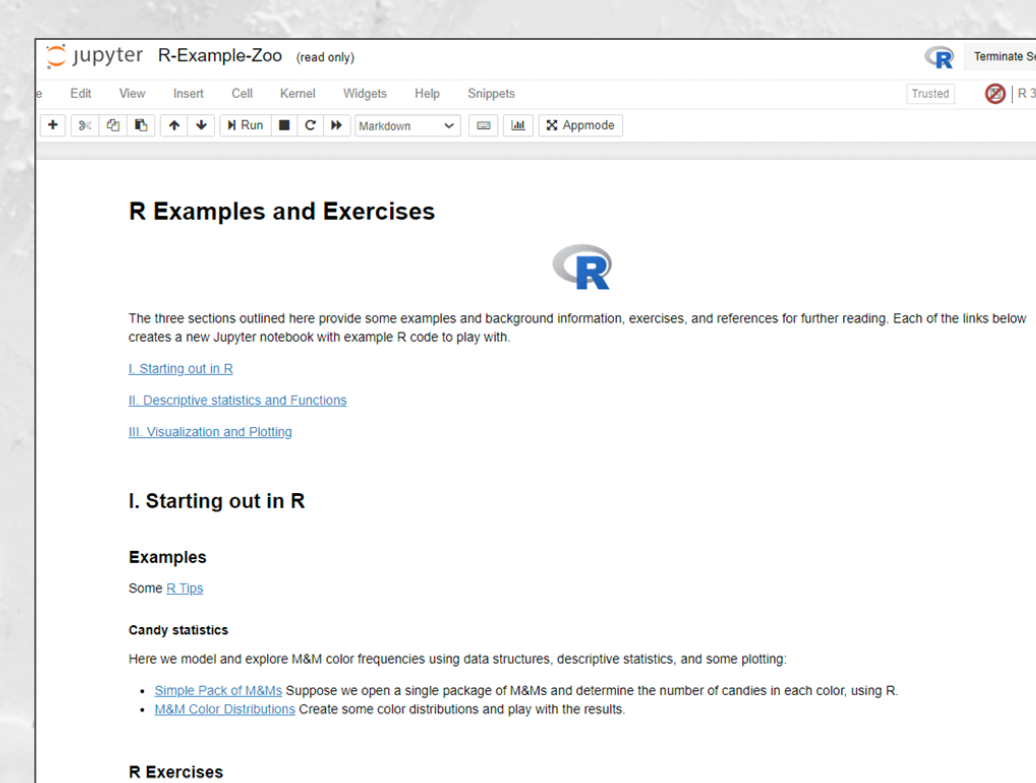 jupyter R-Example-Zoo (read only)
R Terminate Se
e Edit View Insert Cell Kernel Widgets Help Snippets Trusted R 3
Run C Markdown Appmode
R Examples and Exercises
R
The three sections outlined here provide some examples and background information, exercises, and references for further reading. Each of the links below
creates a new Jupyter notebook with example R code to play with.
I. Starting out in R
II. Descriptive statistics and Functions
III. Visualization and Plotting
I. Starting out in R
Examples
Some R Tips
Candy statistics
Here we model and explore M&M color frequencies using data structures, descriptive statistics, and some plotting:
• Simple Pack of M&Ms Suppose we open a single package of M&Ms and determine the number of candies in each color, using R.
• M&M Color Distributions Create some color distributions and play with the results.
R Exercises